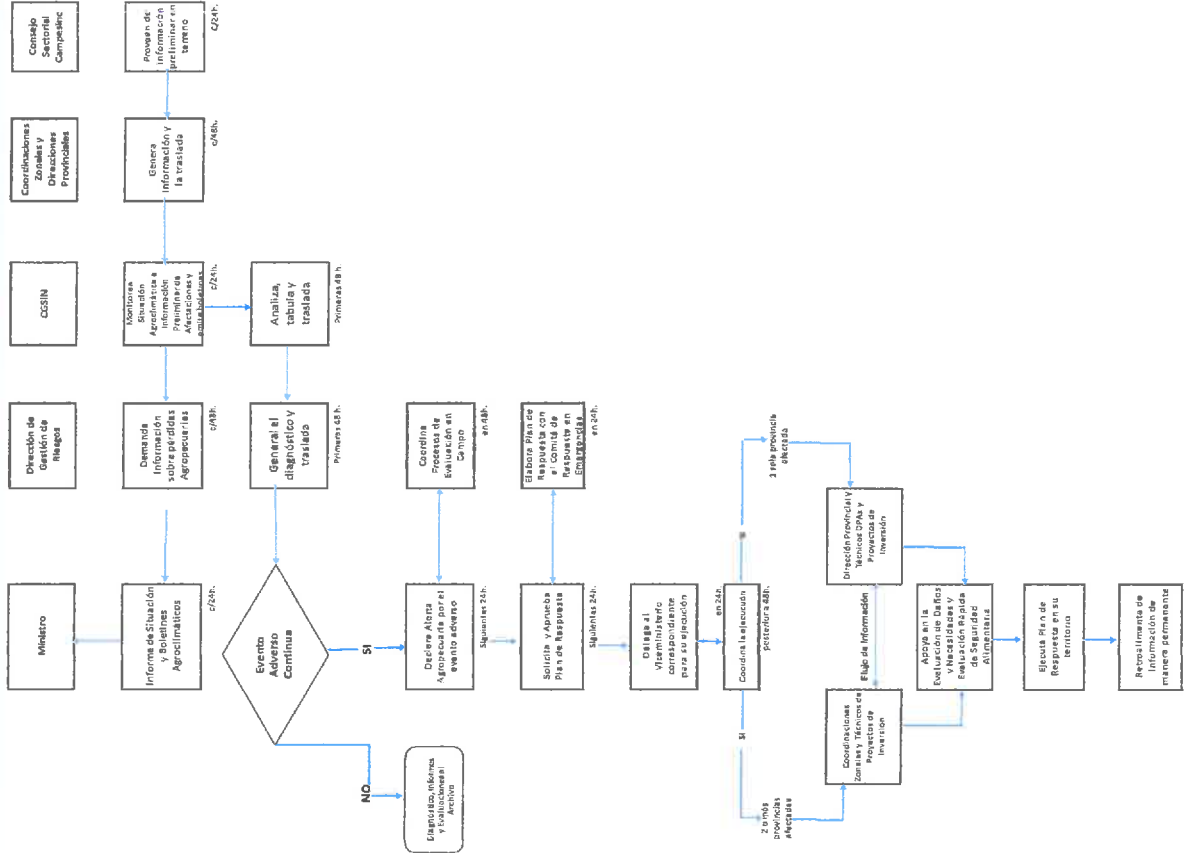 Consejo
Sectorial
Campesino
Proveen de
información
preliminar en
terreno
C/24h.
Coordinaciones
Zonales y
Direcciones
Provinciales
Genera
Información y
la traslada
c/48h.
CGSIN
Monitorea
Situación
Agroclimática e
Información
Preliminar de
Afectaciones y
emite boletines
c/24h.
Analiza,
tabula y
traslada
Primeras 48 h.
Dirección de
Gestión de
Riesgos
Demanda
Información
sobre pérdidas
Agropecuarias
c/48h.
General el
diagnóstico y
traslada
Primeras 48 h.
Coordina
Procesos de
Evaluación en
Campo
en 48h.
Elabora Plan de
Respuesta con
el Comité de
Respuesta en
Emergencias
en 24h.
Ministro
Informe de Situación
y Boletines
Agroclimáticos
c/24h.
Evento
Adverso
Continua
SI
NO
Diagnóstico, Informes
y Evaluaciones al
Archivo
Declare Alerta
Agropecuaria por el
evento adverso
Siguientes 24h.
Solicita y Aprueba
Plan de Respuesta
Siguientes 24h.
Delega al
Viceministerio
correspondiente
para su ejecución
en 24h
Coordina la ejecución
posterior a 48h.
1 sola provincia
afectada
SI
2 o más
provincias
afectadas
Dirección Provincial y
Técnicos DPAs y
Proyectos de
Inversión
Flujo de Información
Coordinaciones
Zonales y Técnicos de
Proyectos de
Inversión
Apoya en la
Evaluación de Daños
y Necesidades y
Evaluación Rápida
de Seguridad
Alimentaria
Ejecuta Plan de
Respuesta en su
territorio
Retroalimenta de
Información de
manera permanente